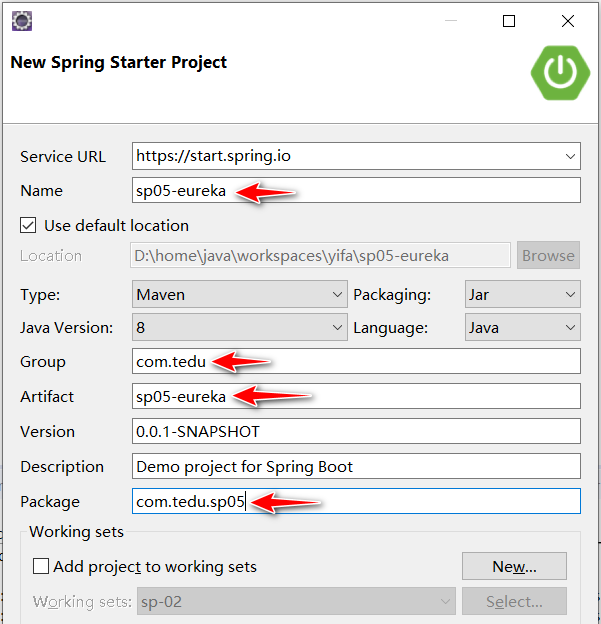 New Spring Starter Project
Service URL https://start.spring.io
Name sp05-eureka
Use default location
Location D:\home\java\workspaces\yifa\sp05-eureka Browse
Type: Maven Packaging: Jar
Java Version: 8 Language: Java
Group com.tedu
Artifact sp05-eureka
Version 0.0.1-SNAPSHOT
Description Demo project for Spring Boot
Package com.tedu.sp05
Working sets
Add project to working sets New...
Working sets: sp-02 Select...